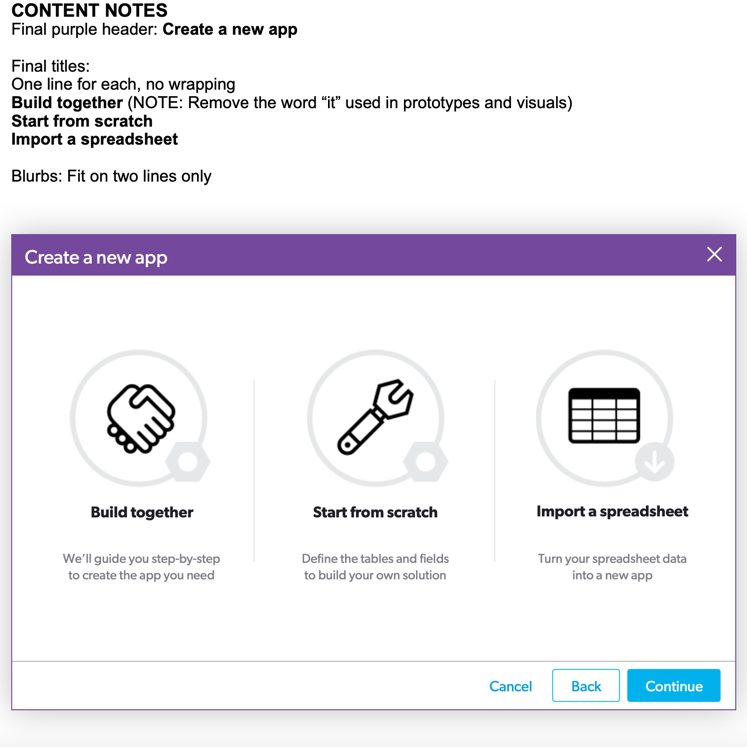 CONTENT NOTES
Final purple header: Create a new app
Final titles:
One line for each, no wrapping
Build together (NOTE: Remove the word “it” used in prototypes and visuals)
Start from scratch
Import a spreadsheet
Blurbs: Fit on two lines only
Create a new app
Build together
We’ll guide you step-by-step
to create the app you need
Start from scratch
Define the tables and fields
to build your own solution
Import a spreadsheet
Turn your spreadsheet data
into a new app
Cancel
Back
Continue